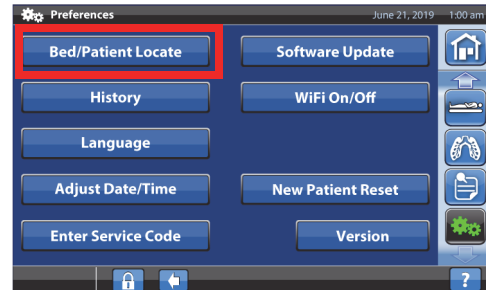 Preferences June 21, 2019 1:00 am
Bed/Patient Locate Software Update
History WiFi On/Off
Language
Adjust Date/Time New Patient Reset
Enter Service Code Version
?